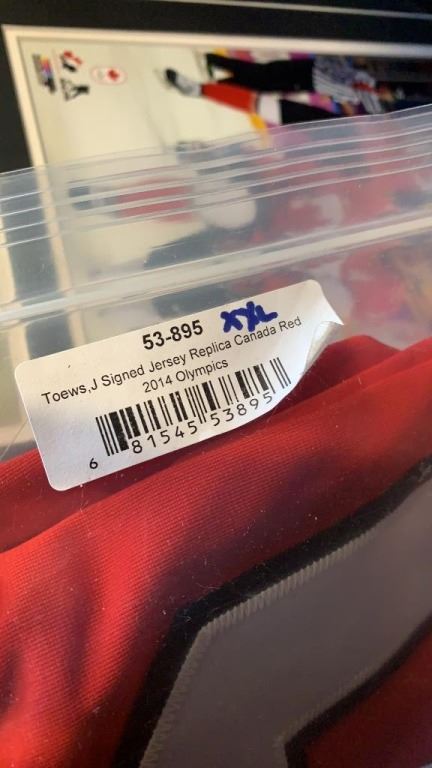 53-895 XXL
Toews,J Signed Jersey Replica Canada Red
2014 Olympics
6 81545 53895